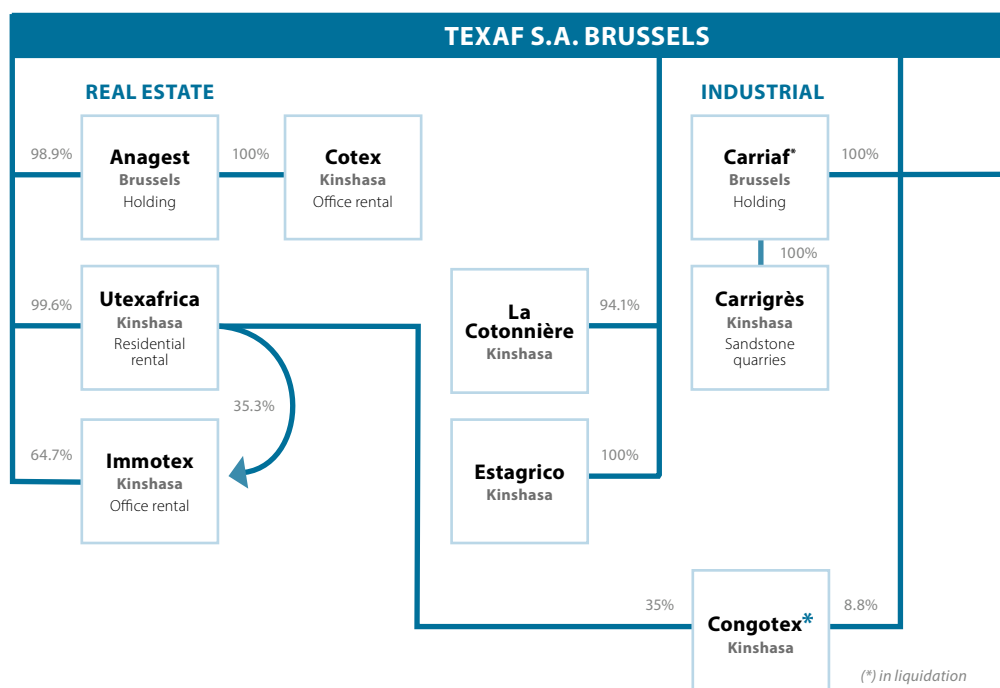 TEXAF S.A. BRUSSELS
REAL ESTATE
98.9%
Anagest
Brussels
Holding
100%
Cotex
Kinshasa
Office rental
99.6%
Utexafrica
Kinshasa
Residential
rental
35.3%
64.7%
Immotex
Kinshasa
Office rental
La
Cotonnière
Kinshasa
94.1%
Estagrico
Kinshasa
100%
INDUSTRIAL
Carriaf*
Brussels
Holding
100%
100%
Carrigrès
Kinshasa
Sandstone
quarries
35%
Congotex*
Kinshasa
8.8%
(*) in liquidation